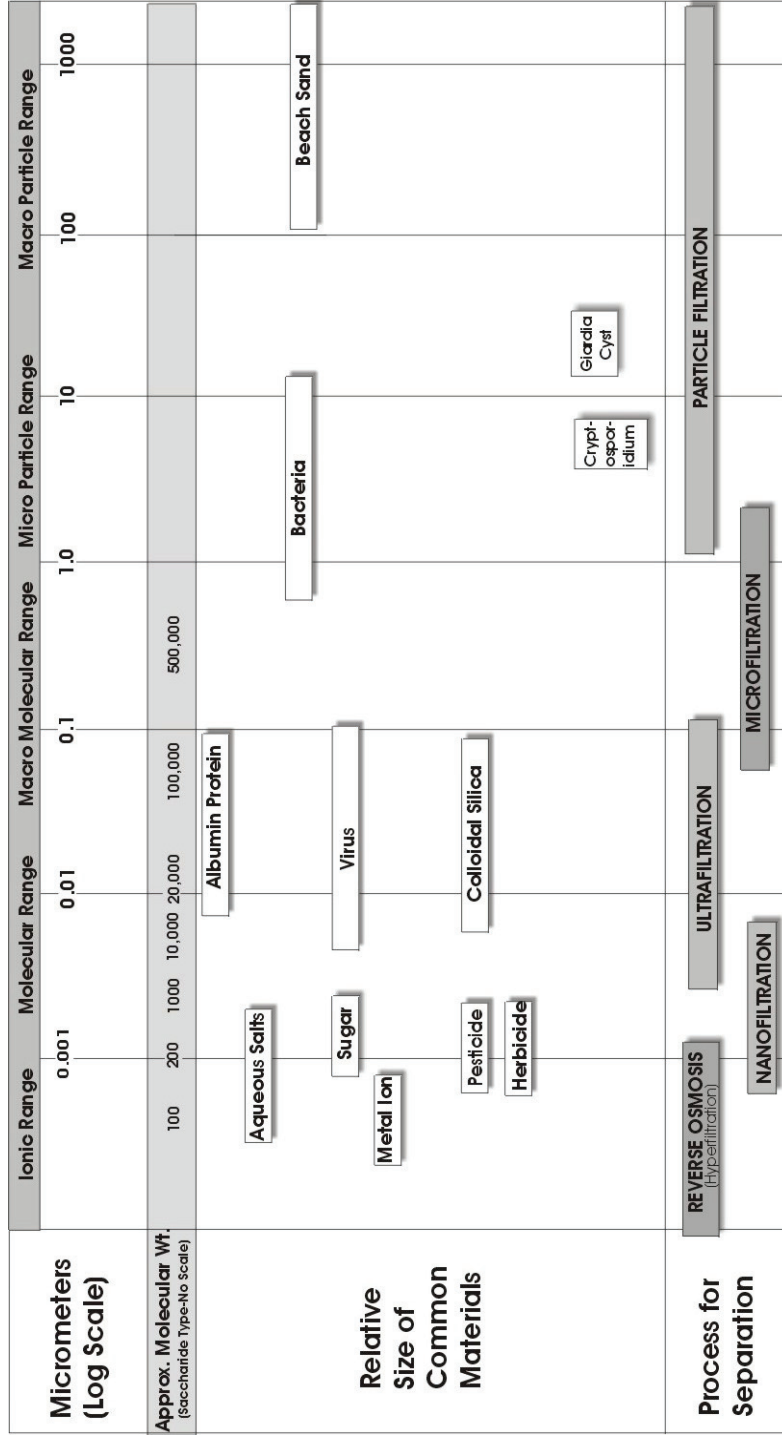 Ionic Range
Molecular Range
Macro Molecular Range
Micro Particle Range
Macro Particle Range
Micrometers
(Log Scale)
0.001
0.01
0.1
1.0
10
100
1000
Approx. Molecular Wt.
(Saccharide Type-No Scale)
100
200
1000
10,000
20,000
100,000
500,000
Relative
Size of
Common
Materials
Albumin Protein
Aqueous Salts
Bacteria
Beach Sand
Sugar
Virus
Metal Ion
Pesticide
Colloidal Silica
Herbicide
Crypt-
ospor-
idium
Giardia
Cyst
Process for
Separation
REVERSE OSMOSIS
(Hyperfiltration)
ULTRAFILTRATION
PARTICLE FILTRATION
NANOFILTRATION
MICROFILTRATION